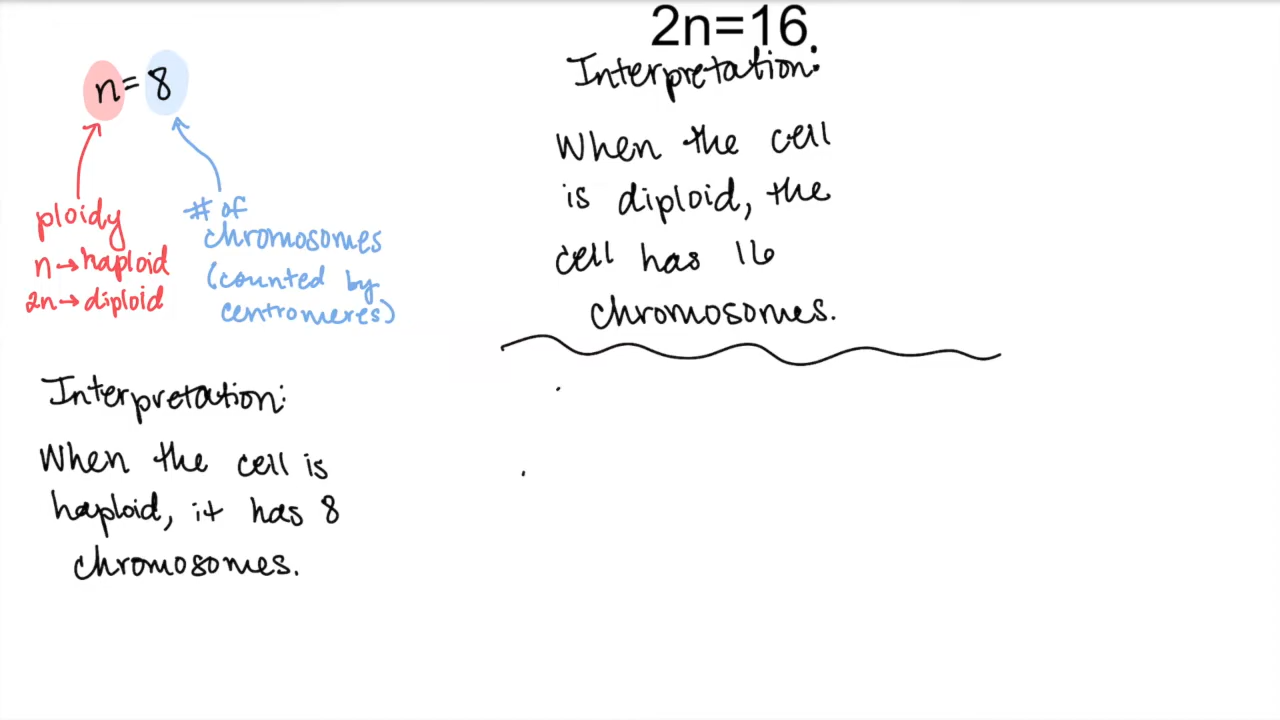 n=8
ploidy
n→haploid
2n→diploid
# of
chromosomes
(counted by
centromeres)
Interpretation:
When the cell is
haploid, it has 8
chromosomes.
2n=16.
Interpretation:
When the cell
is diploid, the
cell has 16
chromosomes.